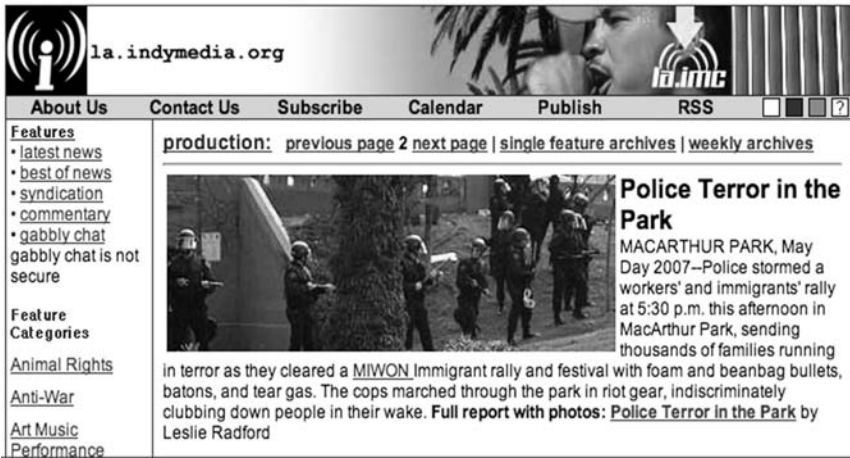 la.indymedia.org
la.imc
About Us Contact Us Subscribe Calendar Publish RSS ?
Features
• latest news
• best of news
• syndication
• commentary
• gabbly chat
gabbly chat is not
secure
Feature
Categories
Animal Rights
Anti-War
Art Music
Performance
production: previous page 2 next page | single feature archives | weekly archives
Police Terror in the
Park
MACARTHUR PARK, May
Day 2007--Police stormed a
workers' and immigrants' rally
at 5:30 p.m. this afternoon in
MacArthur Park, sending
thousands of families running
in terror as they cleared a MIWON Immigrant rally and festival with foam and beanbag bullets,
batons, and tear gas. The cops marched through the park in riot gear, indiscriminately
clubbing down people in their wake. Full report with photos: Police Terror in the Park by
Leslie Radford